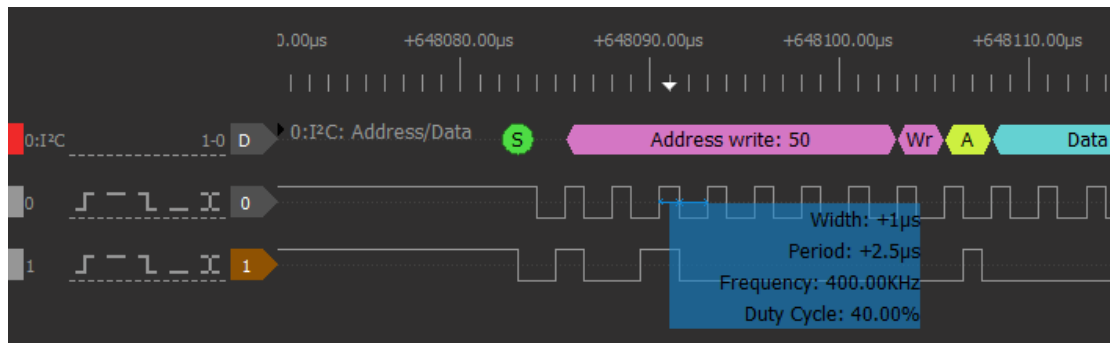 0.00µs +648080.00µs +648090.00µs +648100.00µs +648110.00µs
0:I²C 1-0 D 0:I²C: Address/Data S Address write: 50 Wr A Data
0 0
Width: +1µs
Period: +2.5µs
1 1
Frequency: 400.00KHz
Duty Cycle: 40.00%